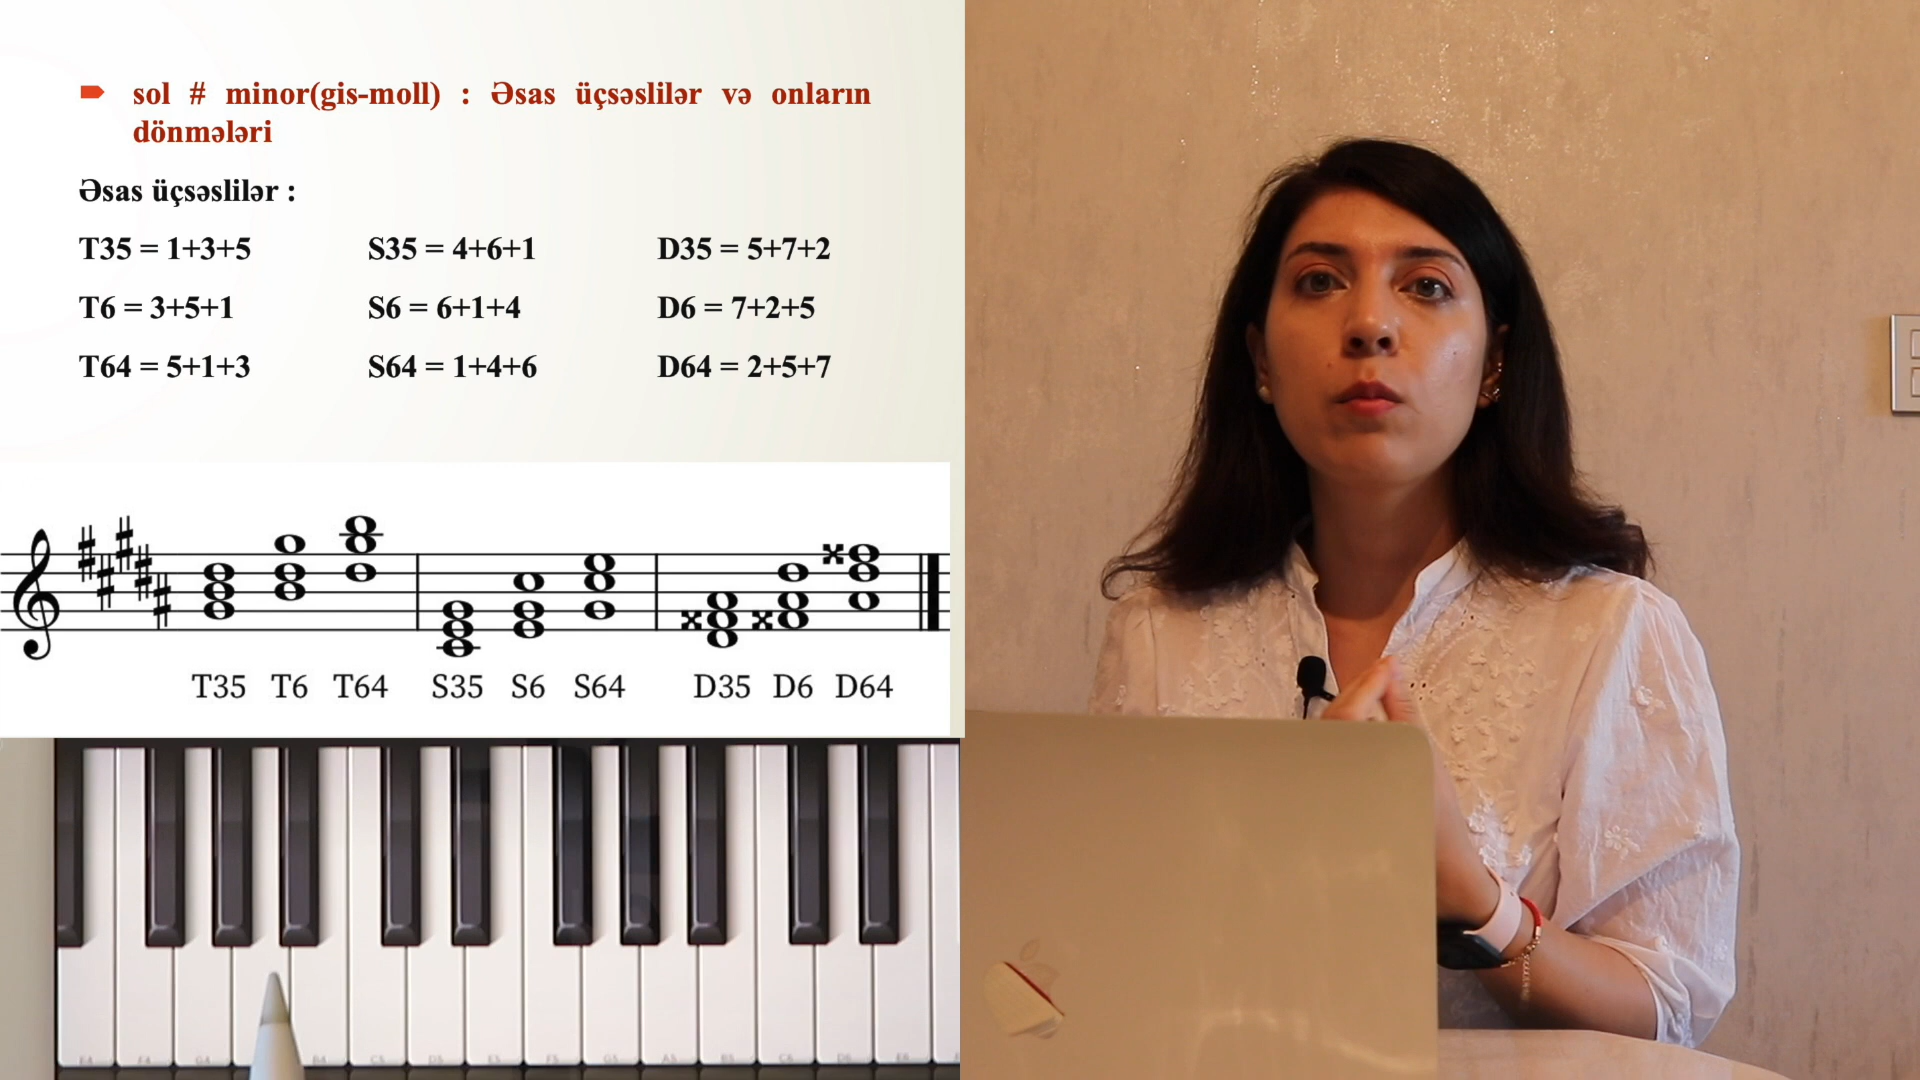 sol # minor(gis-moll) : Əsas üçsəslilər və onların
dönmələri
Əsas üçsəslilər :
T35 = 1+3+5 S35 = 4+6+1 D35 = 5+7+2
T6 = 3+5+1 S6 = 6+1+4 D6 = 7+2+5
T64 = 5+1+3 S64 = 1+4+6 D64 = 2+5+7
T35 T6 T64 S35 S6 S64 D35 D6 D64